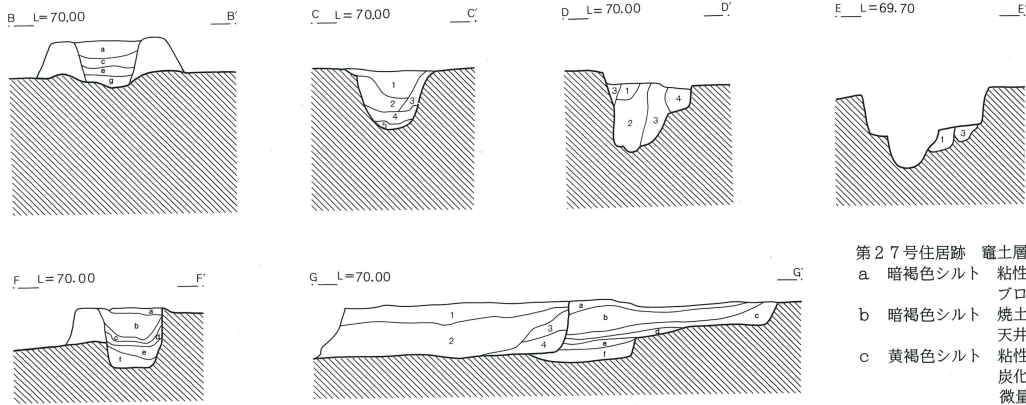 B L=70.00 B'
a
c
e
g
C L=70.00 C'
1
2 3
4
5
D L=70.00 D'
3 1
4
2 3
E L=69.70 E'
1 3
F L=70.00 F'
a
b
c d
e
f
G L=70.00 G'
a
1 b c
3 d
2 4 e
f
第27号住居跡 竈土層
a 暗褐色シルト 粘性
ブロ
b 暗褐色シルト 焼土
天井
c 黄褐色シルト 粘性
炭化
微量